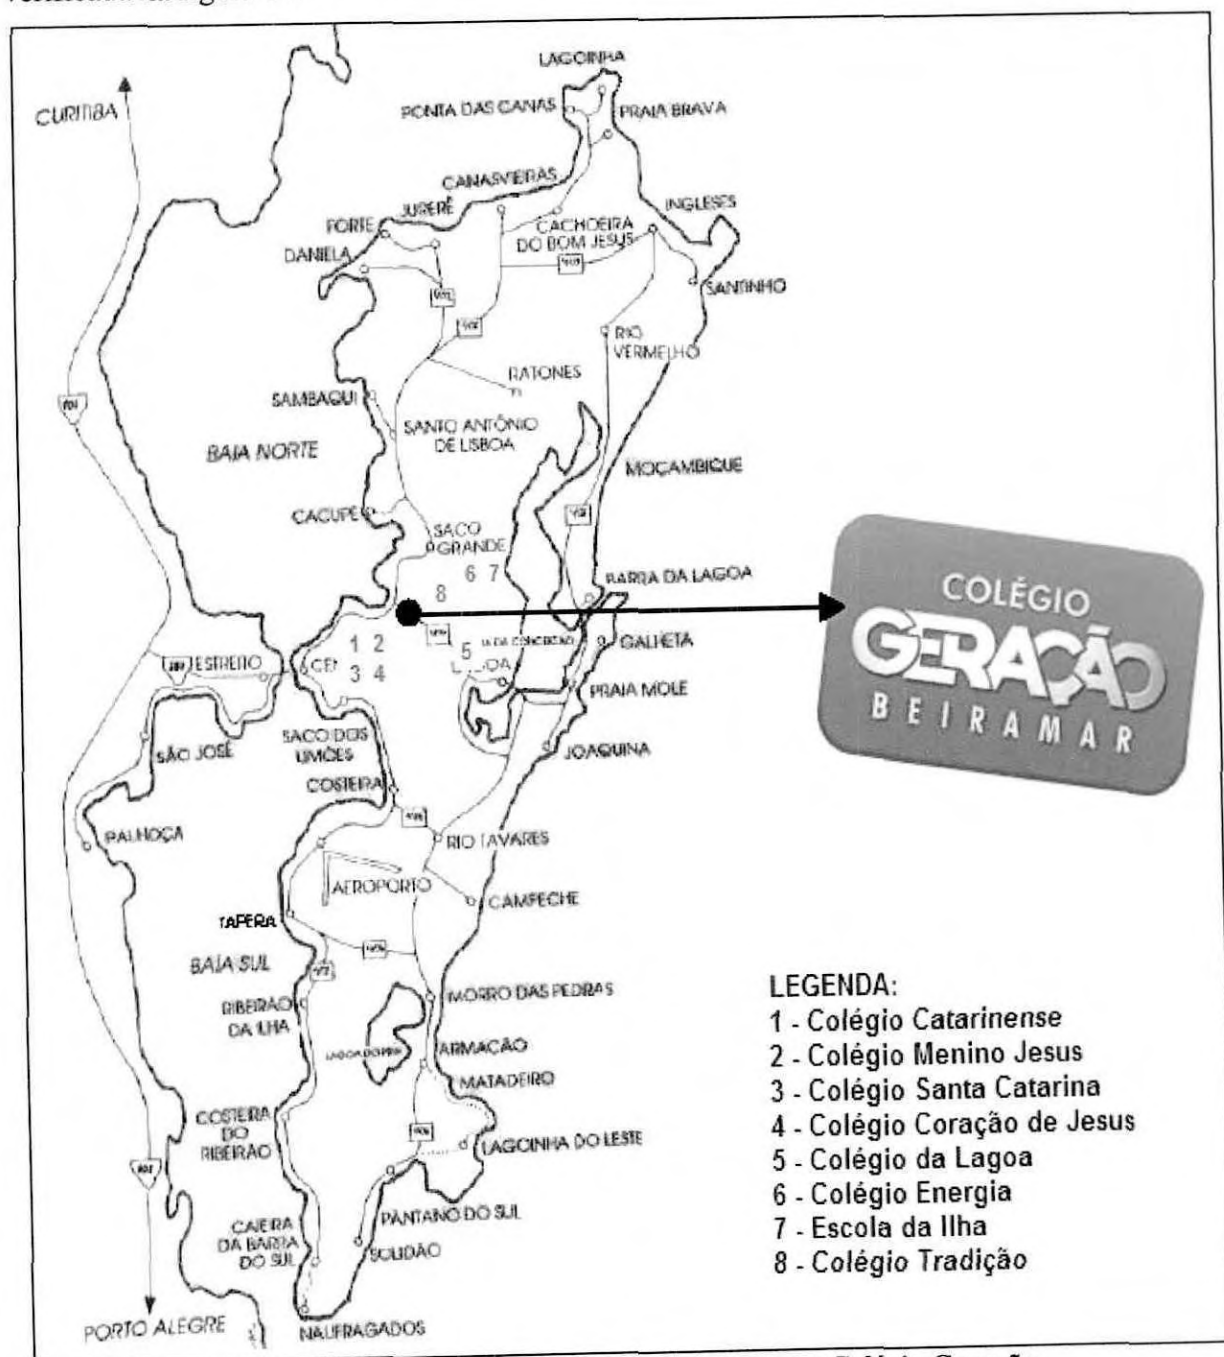 LAGOINHA
CURITIBA
PONTA DAS CANAS
PRAIA BRAVA
CANASVIEIRAS
JURERÊ
INGLESES
FORTE
CACHOEIRA
DO BOM JESUS
DANIELA
SANTINHO
RIO
VERMELHO
RATONES
SAMBAQUI
SANTO ANTÔNIO
DE LISBOA
BAIA NORTE
MOÇAMBIQUE
CACUPÉ
SACO
GRANDE
6 7
BARRA DA LAGOA
8
COLÉGIO
GERAÇÃO
BEIRAMAR
1 2
DA CONCEIÇÃO
GALHETA
5
ESTREITO
CEN
3 4
PRAIA MOLE
SACO DOS
LIMÕES
SÃO JOSÉ
JOAQUINA
COSTEIRA
PALHOÇA
RIO TAVARES
AEROPORTO
CAMPECHE
TAPERA
BAÍA SUL
RIBEIRÃO
DA ILHA
MORRO DAS PEDRAS
ARMAÇÃO
MATADEIRO
COSTEIRA
DO
RIBEIRÃO
LAGOINHA DO LESTE
PÂNTANO DO SUL
CAIEIRA
DA BARRA
DO SUL
SOLIDÃO
PORTO ALEGRE
NAUFRAGADOS
LEGENDA:
1 - Colégio Catarinense
2 - Colégio Menino Jesus
3 - Colégio Santa Catarina
4 - Colégio Coração de Jesus
5 - Colégio da Lagoa
6 - Colégio Energia
7 - Escola da Ilha
8 - Colégio Tradição